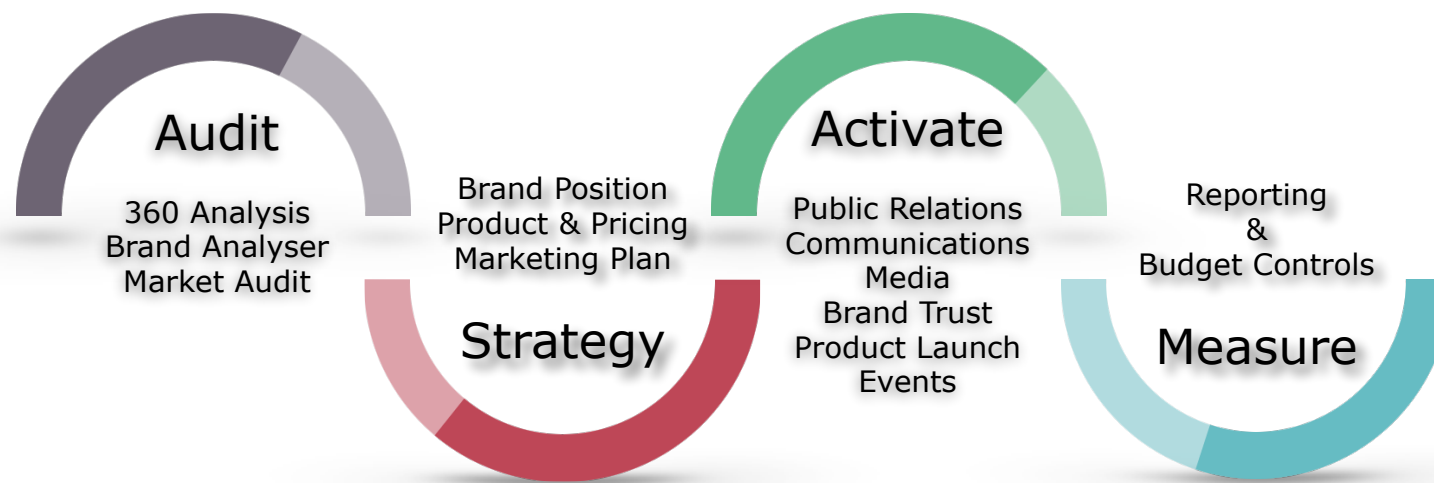 Audit
360 Analysis
Brand Analyser
Market Audit
Brand Position
Product & Pricing
Marketing Plan
Strategy
Activate
Public Relations
Communications
Media
Brand Trust
Product Launch
Events
Reporting
&
Budget Controls
Measure